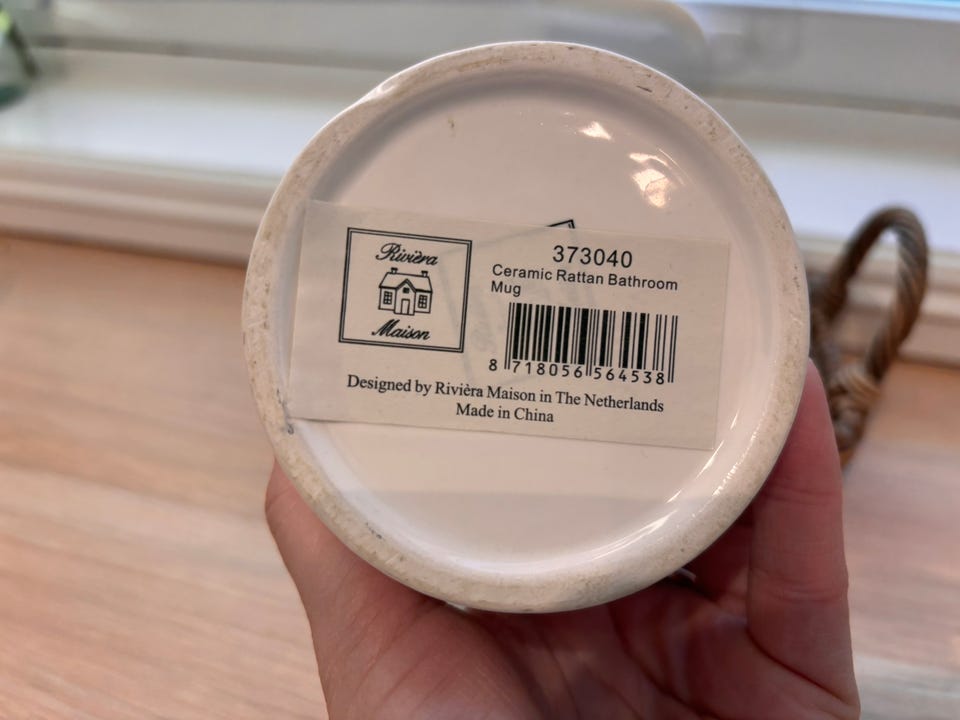 Rivièra
Maison
373040
Ceramic Rattan Bathroom
Mug
8 718056 564538
Designed by Rivièra Maison in The Netherlands
Made in China